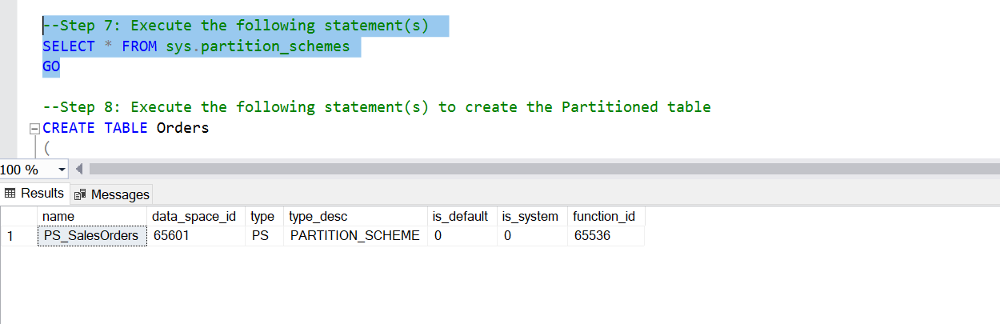 --Step 7: Execute the following statement(s)
SELECT * FROM sys.partition_schemes
GO
--Step 8: Execute the following statement(s) to create the Partitioned table
CREATE TABLE Orders
(
100 %
Results Messages
name data_space_id type type_desc is_default is_system function_id
1 PS_SalesOrders 65601 PS PARTITION_SCHEME 0 0 65536